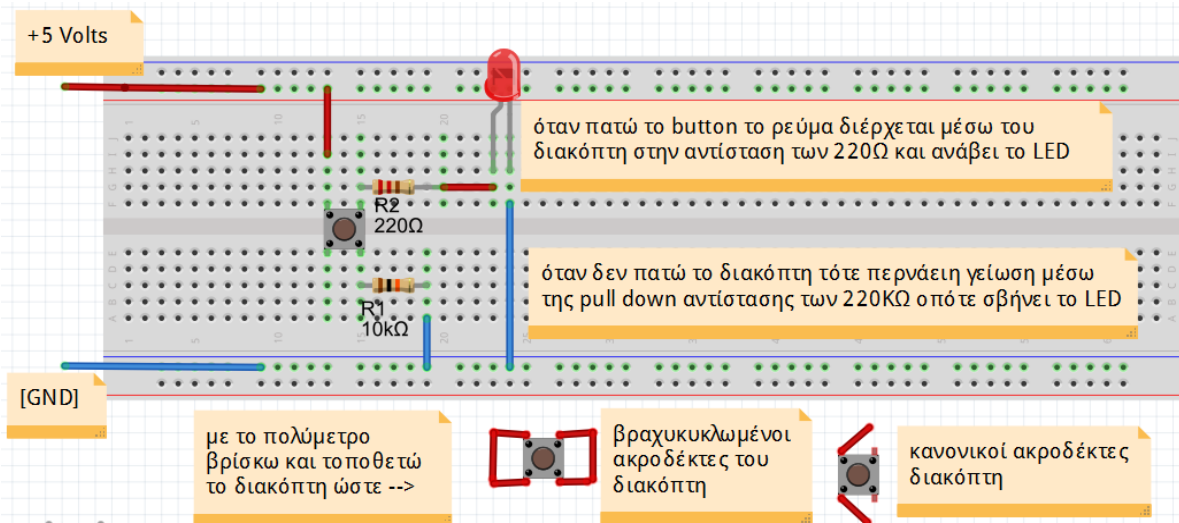 +5 Volts
όταν πατώ το button το ρεύμα διέρχεται μέσω του
διακόπτη στην αντίσταση των 220Ω και ανάβει το LED
R2
220Ω
όταν δεν πατώ το διακόπτη τότε περνάειη γείωση μέσω
της pull down αντίστασης των 220ΚΩ οπότε σβήνει το LED
R1
10kΩ
[GND]
με το πολύμετρο
βρίσκω και τοποθετώ
το διακόπτη ώστε -->
βραχυκυκλωμένοι
ακροδέκτες του
διακόπτη
κανονικοί ακροδέκτες
διακόπτη